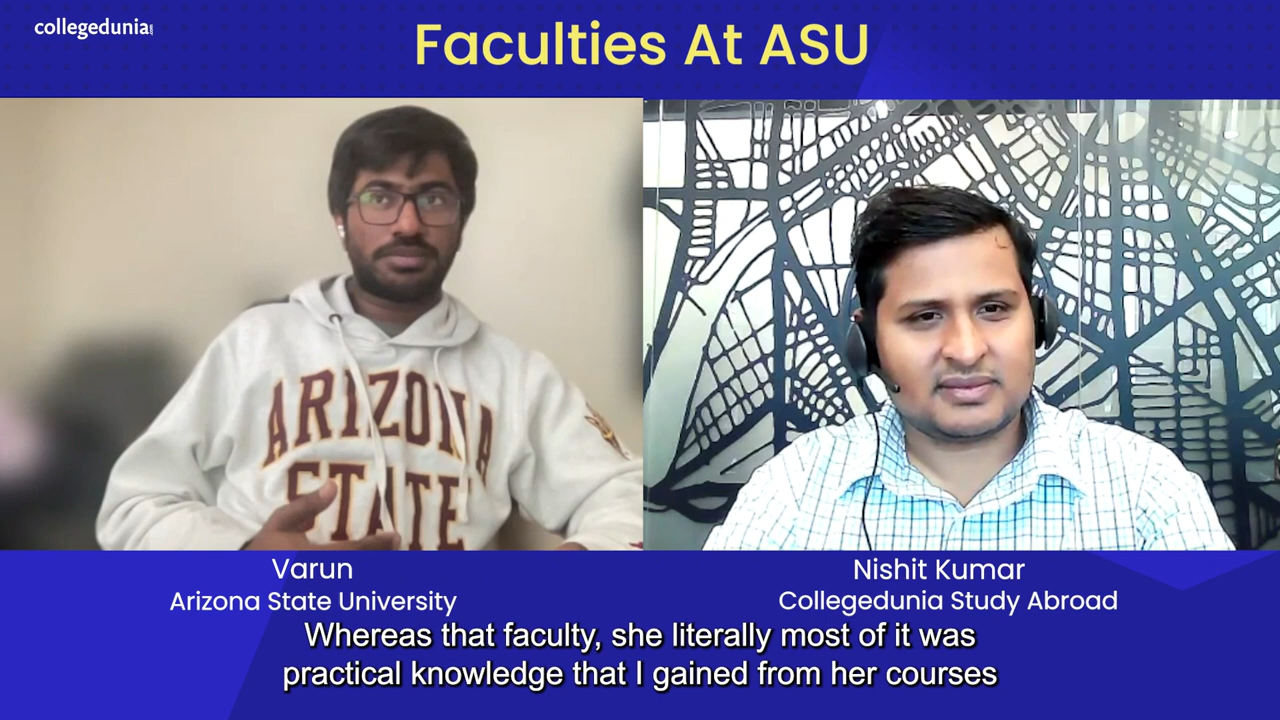 collegedunia
Faculties At ASU
ARIZONA
STATE
Varun
Arizona State University
Nishit Kumar
Collegedunia Study Abroad
Whereas that faculty, she literally most of it was
practical knowledge that I gained from her courses